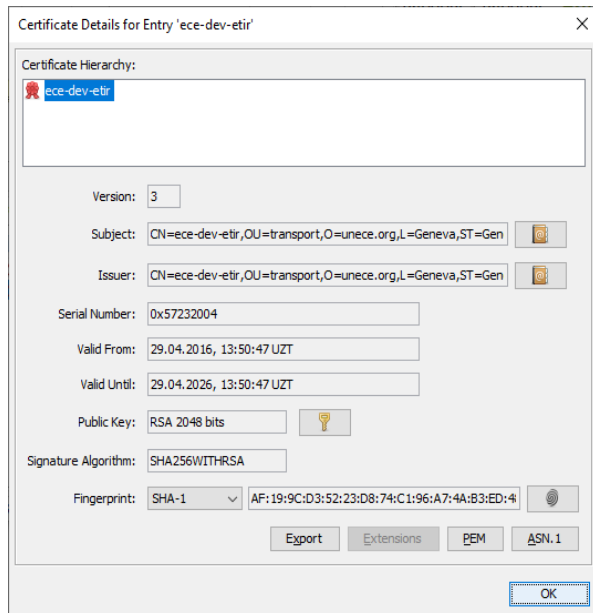 Certificate Details for Entry 'ece-dev-etir'
Certificate Hierarchy:
ece-dev-etir
Version: 3
Subject: CN=ece-dev-etir,OU=transport,O=unece.org,L=Geneva,ST=Gen
Issuer: CN=ece-dev-etir,OU=transport,O=unece.org,L=Geneva,ST=Gen
Serial Number: 0x57232004
Valid From: 29.04.2016, 13:50:47 UZT
Valid Until: 29.04.2026, 13:50:47 UZT
Public Key: RSA 2048 bits
Signature Algorithm: SHA256WITHRSA
Fingerprint: SHA-1 AF:19:9C:D3:52:23:D8:74:C1:96:A7:4A:B3:ED:4
Export Extensions PEM ASN.1
OK